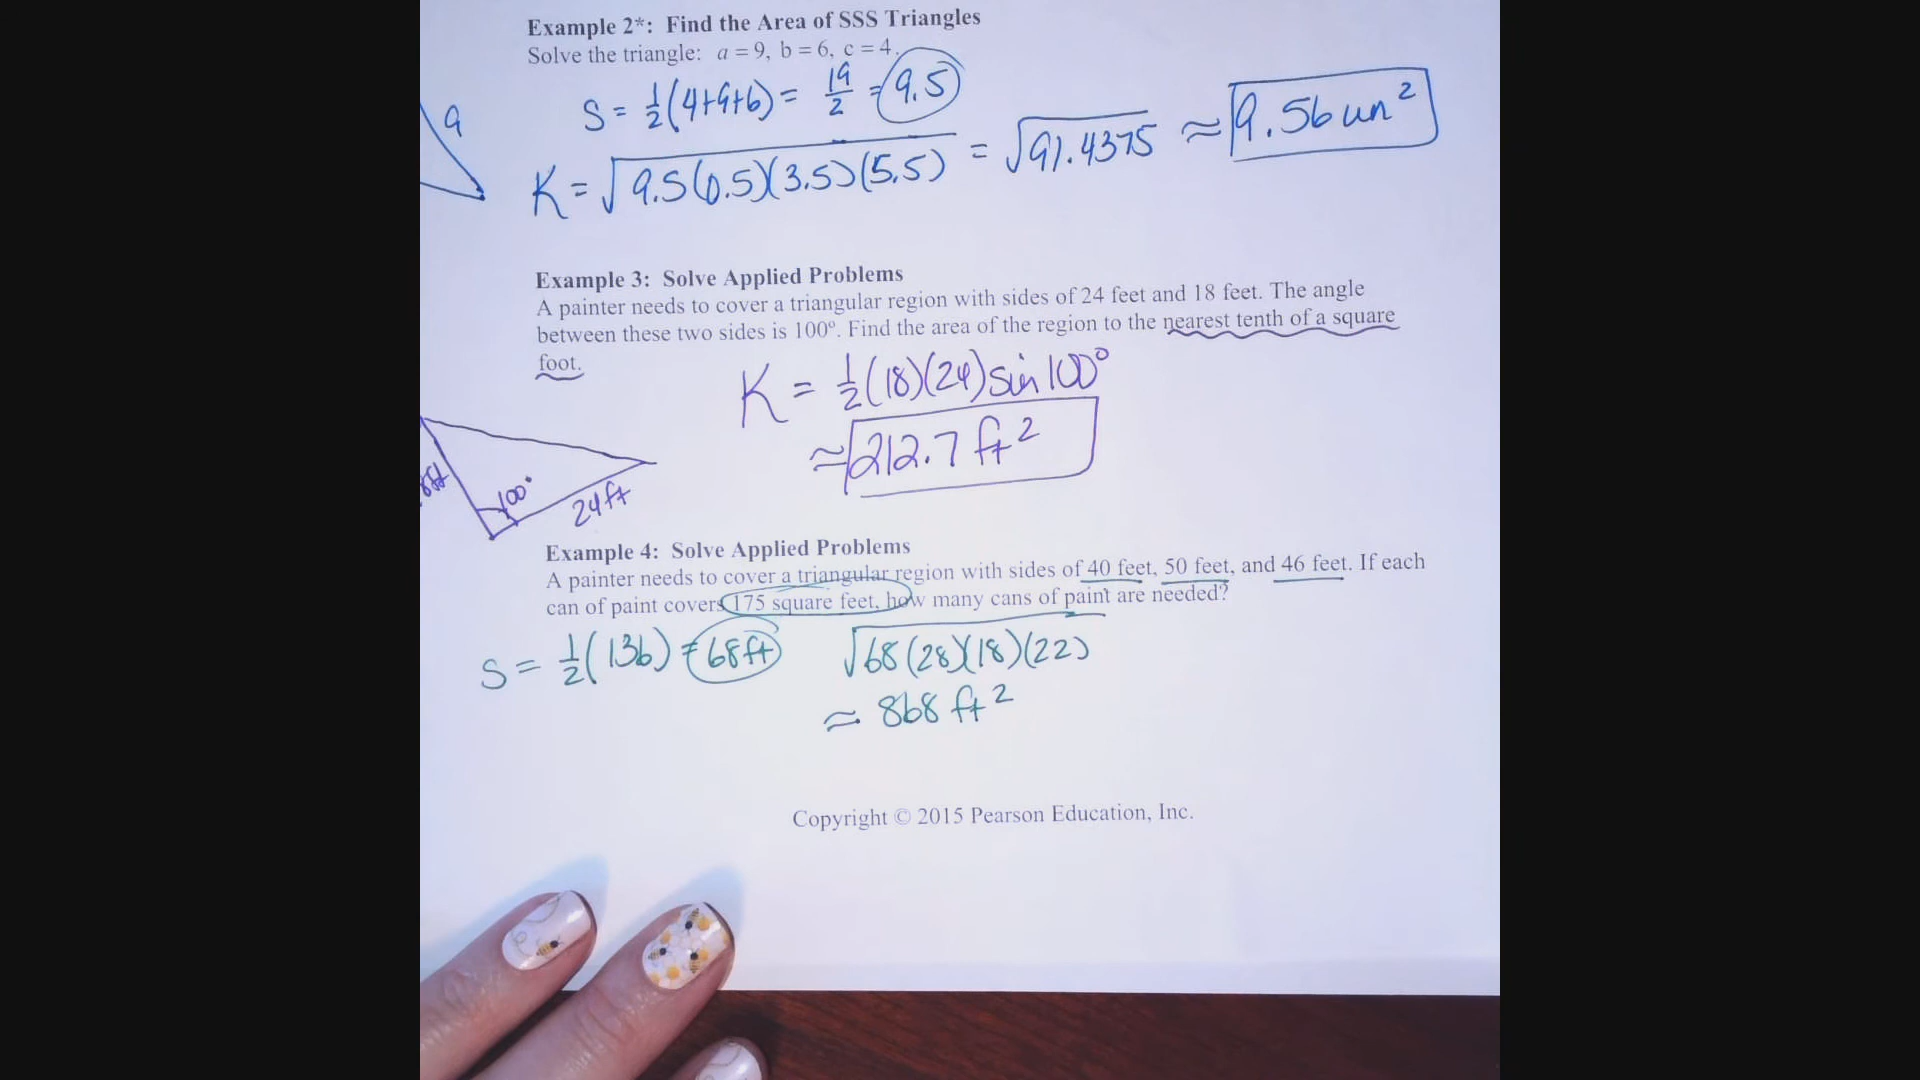 Example 2*: Find the Area of SSS Triangles
Solve the triangle: a = 9, b = 6, c = 4.
S = 1/2(4+9+6) = 19/2 = 9.5
9
K = √9.5(0.5)(3.5)(5.5) = √91.4375 ≈ 9.56 un²
Example 3: Solve Applied Problems
A painter needs to cover a triangular region with sides of 24 feet and 18 feet. The angle
between these two sides is 100º. Find the area of the region to the nearest tenth of a square
foot.
K = 1/2(18)(24)sin100°
≈ 212.7 ft²
8ft
100°
24ft
Example 4: Solve Applied Problems
A painter needs to cover a triangular region with sides of 40 feet, 50 feet, and 46 feet. If each
can of paint covers 175 square feet, how many cans of paint are needed?
S = 1/2(136) = 68ft √68(28)(18)(22)
≈ 868 ft²
Copyright © 2015 Pearson Education, Inc.